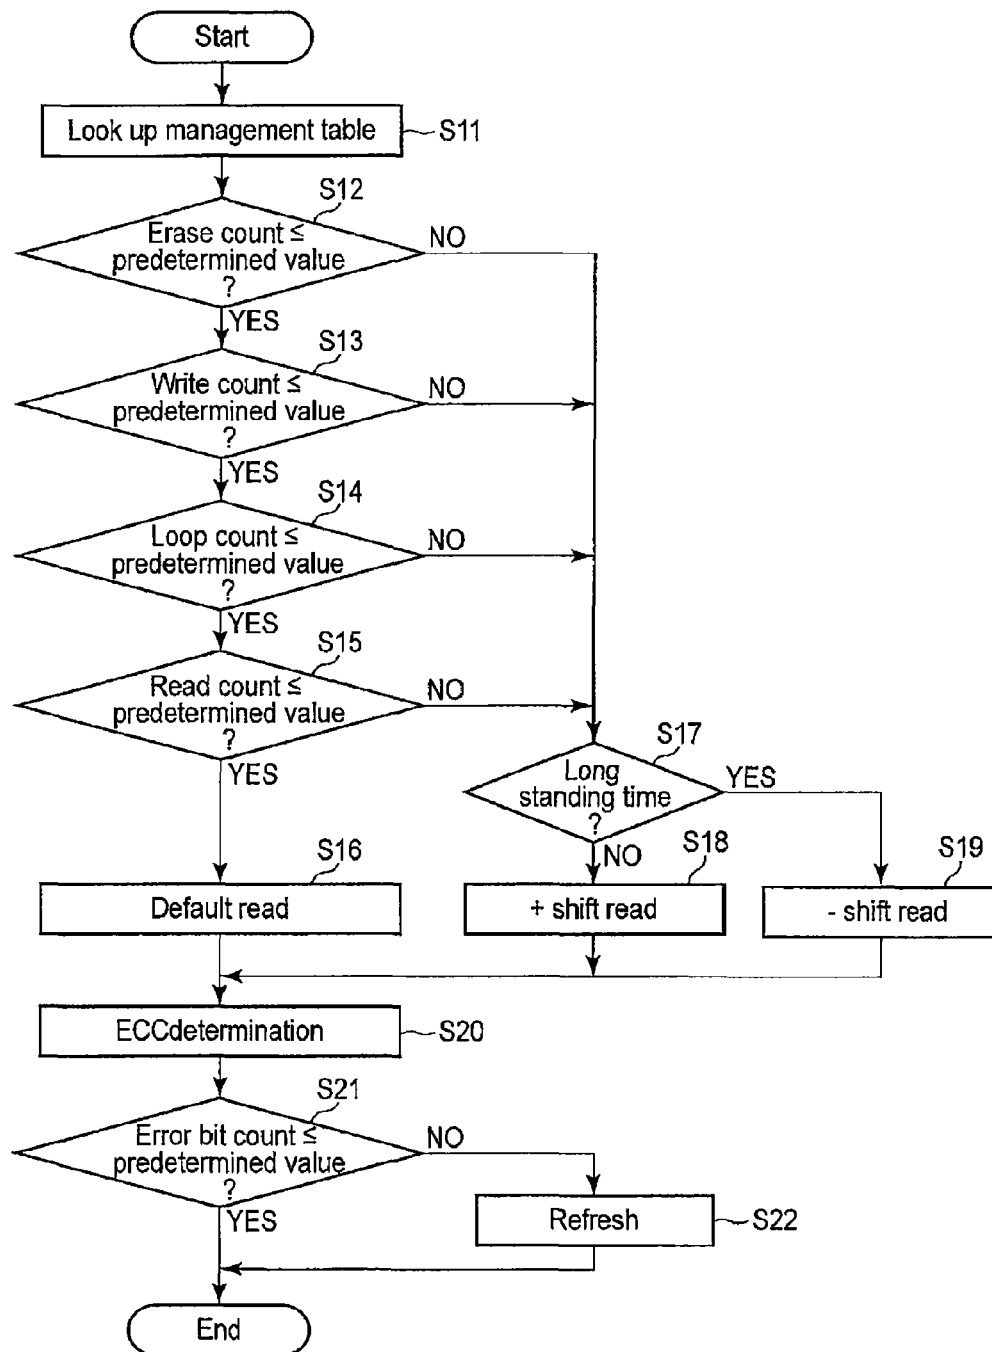 Start
Look up management table
S11
S12
Erase count ≤
predetermined value
?
NO
YES
S13
Write count ≤
predetermined value
?
NO
YES
S14
Loop count ≤
predetermined value
?
NO
YES
S15
Read count ≤
predetermined value
?
NO
YES
S17
Long
standing time
?
YES
NO
S16
Default read
S18
+ shift read
S19
- shift read
ECCdetermination
S20
S21
Error bit count ≤
predetermined value
?
NO
YES
Refresh
S22
End